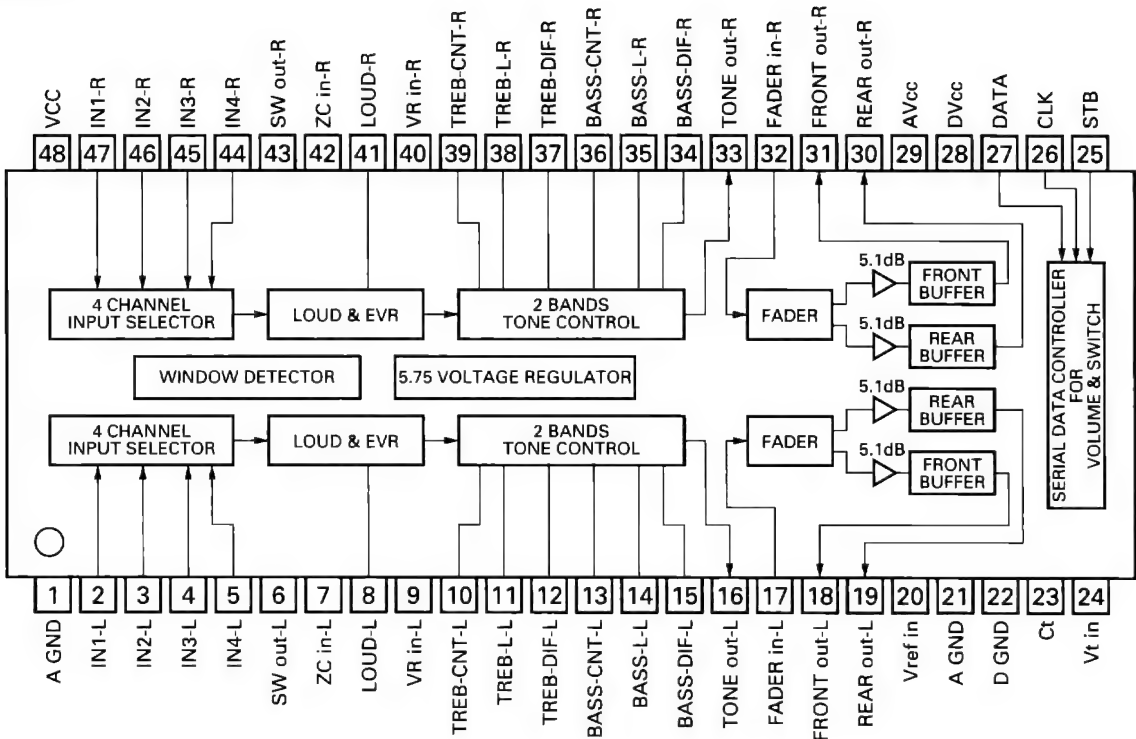 VCC
IN1-R
IN2-R
IN3-R
IN4-R
SW out-R
ZC in-R
LOUD-R
VR in-R
TREB-CNT-R
TREB-L-R
TREB-DIF-R
BASS-CNT-R
BASS-L-R
BASS-DIF-R
TONE out-R
FADER in-R
FRONT out-R
REAR out-R
AVcc
DVcc
DATA
CLK
STB
48 47 46 45 44 43 42 41 40 39 38 37 36 35 34 33 32 31 30 29 28 27 26 25
4 CHANNEL
INPUT SELECTOR
LOUD & EVR
2 BANDS
TONE CONTROL
FADER
5.1dB
FRONT
BUFFER
5.1dB
REAR
BUFFER
WINDOW DETECTOR
5.75 VOLTAGE REGULATOR
4 CHANNEL
INPUT SELECTOR
LOUD & EVR
2 BANDS
TONE CONTROL
FADER
5.1dB
REAR
BUFFER
5.1dB
FRONT
BUFFER
SERIAL DATA CONTROLLER
FOR
VOLUME & SWITCH
1 2 3 4 5 6 7 8 9 10 11 12 13 14 15 16 17 18 19 20 21 22 23 24
A GND
IN1-L
IN2-L
IN3-L
IN4-L
SW out-L
ZC in-L
LOUD-L
VR in-L
TREB-CNT-L
TREB-L-L
TREB-DIF-L
BASS-CNT-L
BASS-L-L
BASS-DIF-L
TONE out-L
FADER in-L
FRONT out-L
REAR out-L
Vref in
A GND
D GND
Ct
Vt in